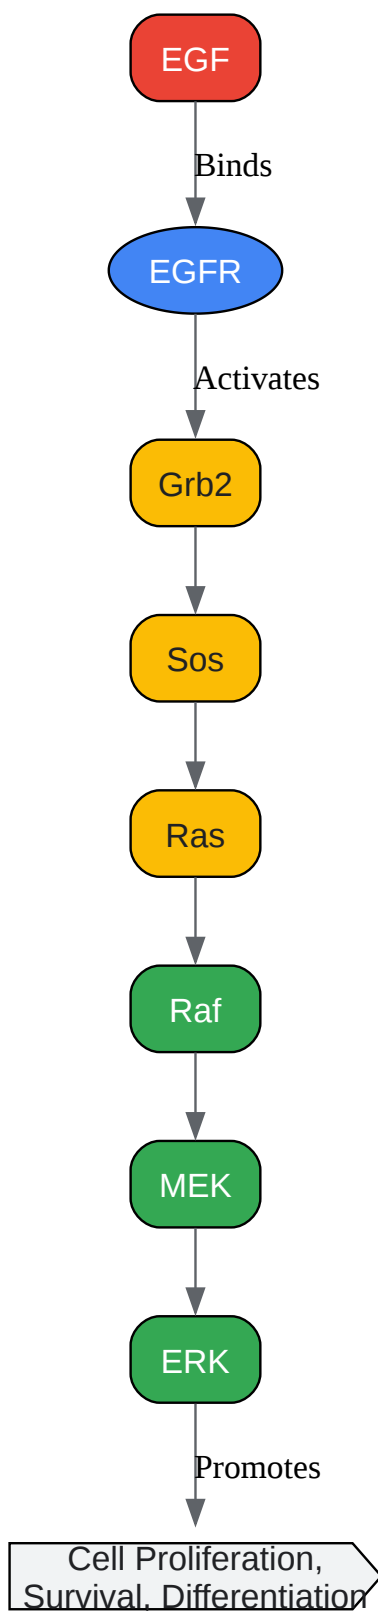 EGF
Binds
EGFR
Activates
Grb2
Sos
Ras
Raf
MEK
ERK
Promotes
Cell Proliferation,
Survival, Differentiation